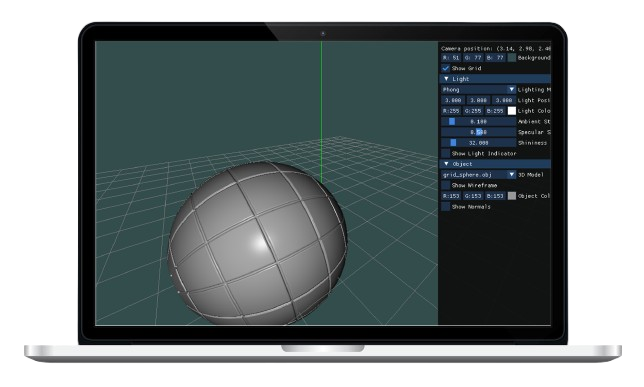 Camera position: (3.14, 2.98, 2.48
R: 51 G: 77 B: 77 Background
Show Grid
▼ Light
Phong ▼ Lighting M
3.000 3.000 3.000 Light Posi
R:255 G:255 B:255 Light Colo
0.100 Ambient St
0.500 Specular S
32.000 Shininess
Show Light Indicator
▼ Object
grid_sphere.obj ▼ 3D Model
Show Wireframe
R:153 G:153 B:153 Object Col
Show Normals